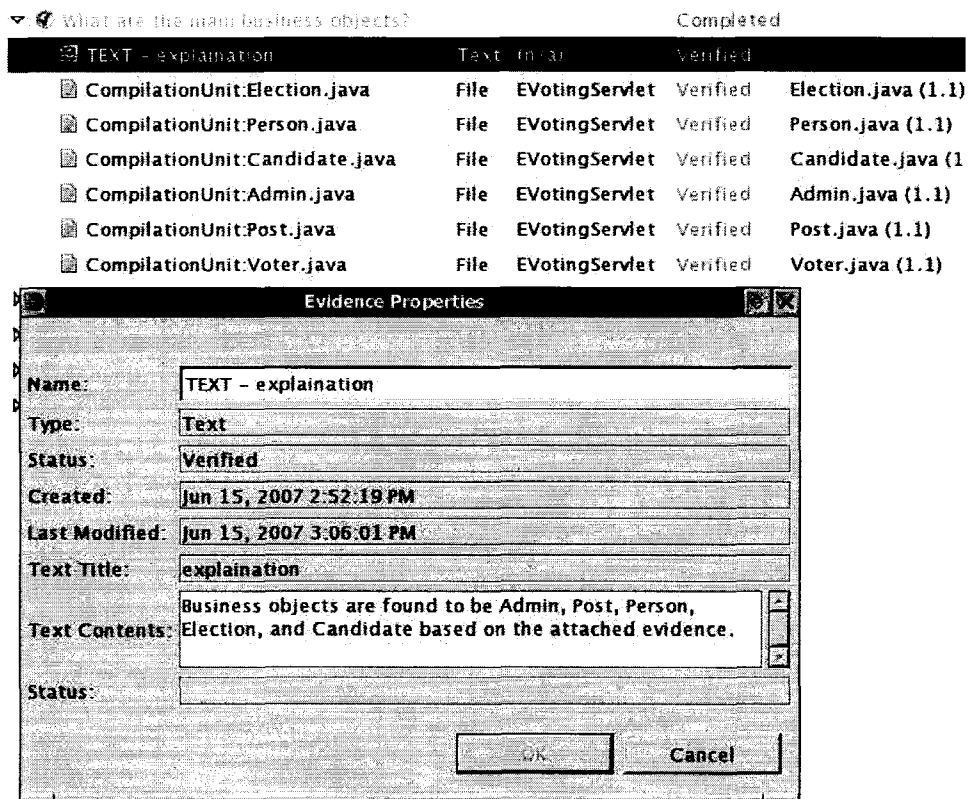 What are the main business objects? Completed
TEXT - explaination Text (n/a) Verified
CompilationUnit:Election.java File EVotingServlet Verified Election.java (1.1)
CompilationUnit:Person.java File EVotingServlet Verified Person.java (1.1)
CompilationUnit:Candidate.java File EVotingServlet Verified Candidate.java (1
CompilationUnit:Admin.java File EVotingServlet Verified Admin.java (1.1)
CompilationUnit:Post.java File EVotingServlet Verified Post.java (1.1)
CompilationUnit:Voter.java File EVotingServlet Verified Voter.java (1.1)
Evidence Properties
Name: TEXT - explaination
Type: Text
Status: Verified
Created: Jun 15, 2007 2:52:19 PM
Last Modified: Jun 15, 2007 3:06:01 PM
Text Title: explaination
Text Contents: Business objects are found to be Admin, Post, Person,
Election, and Candidate based on the attached evidence.
Status:
OK Cancel